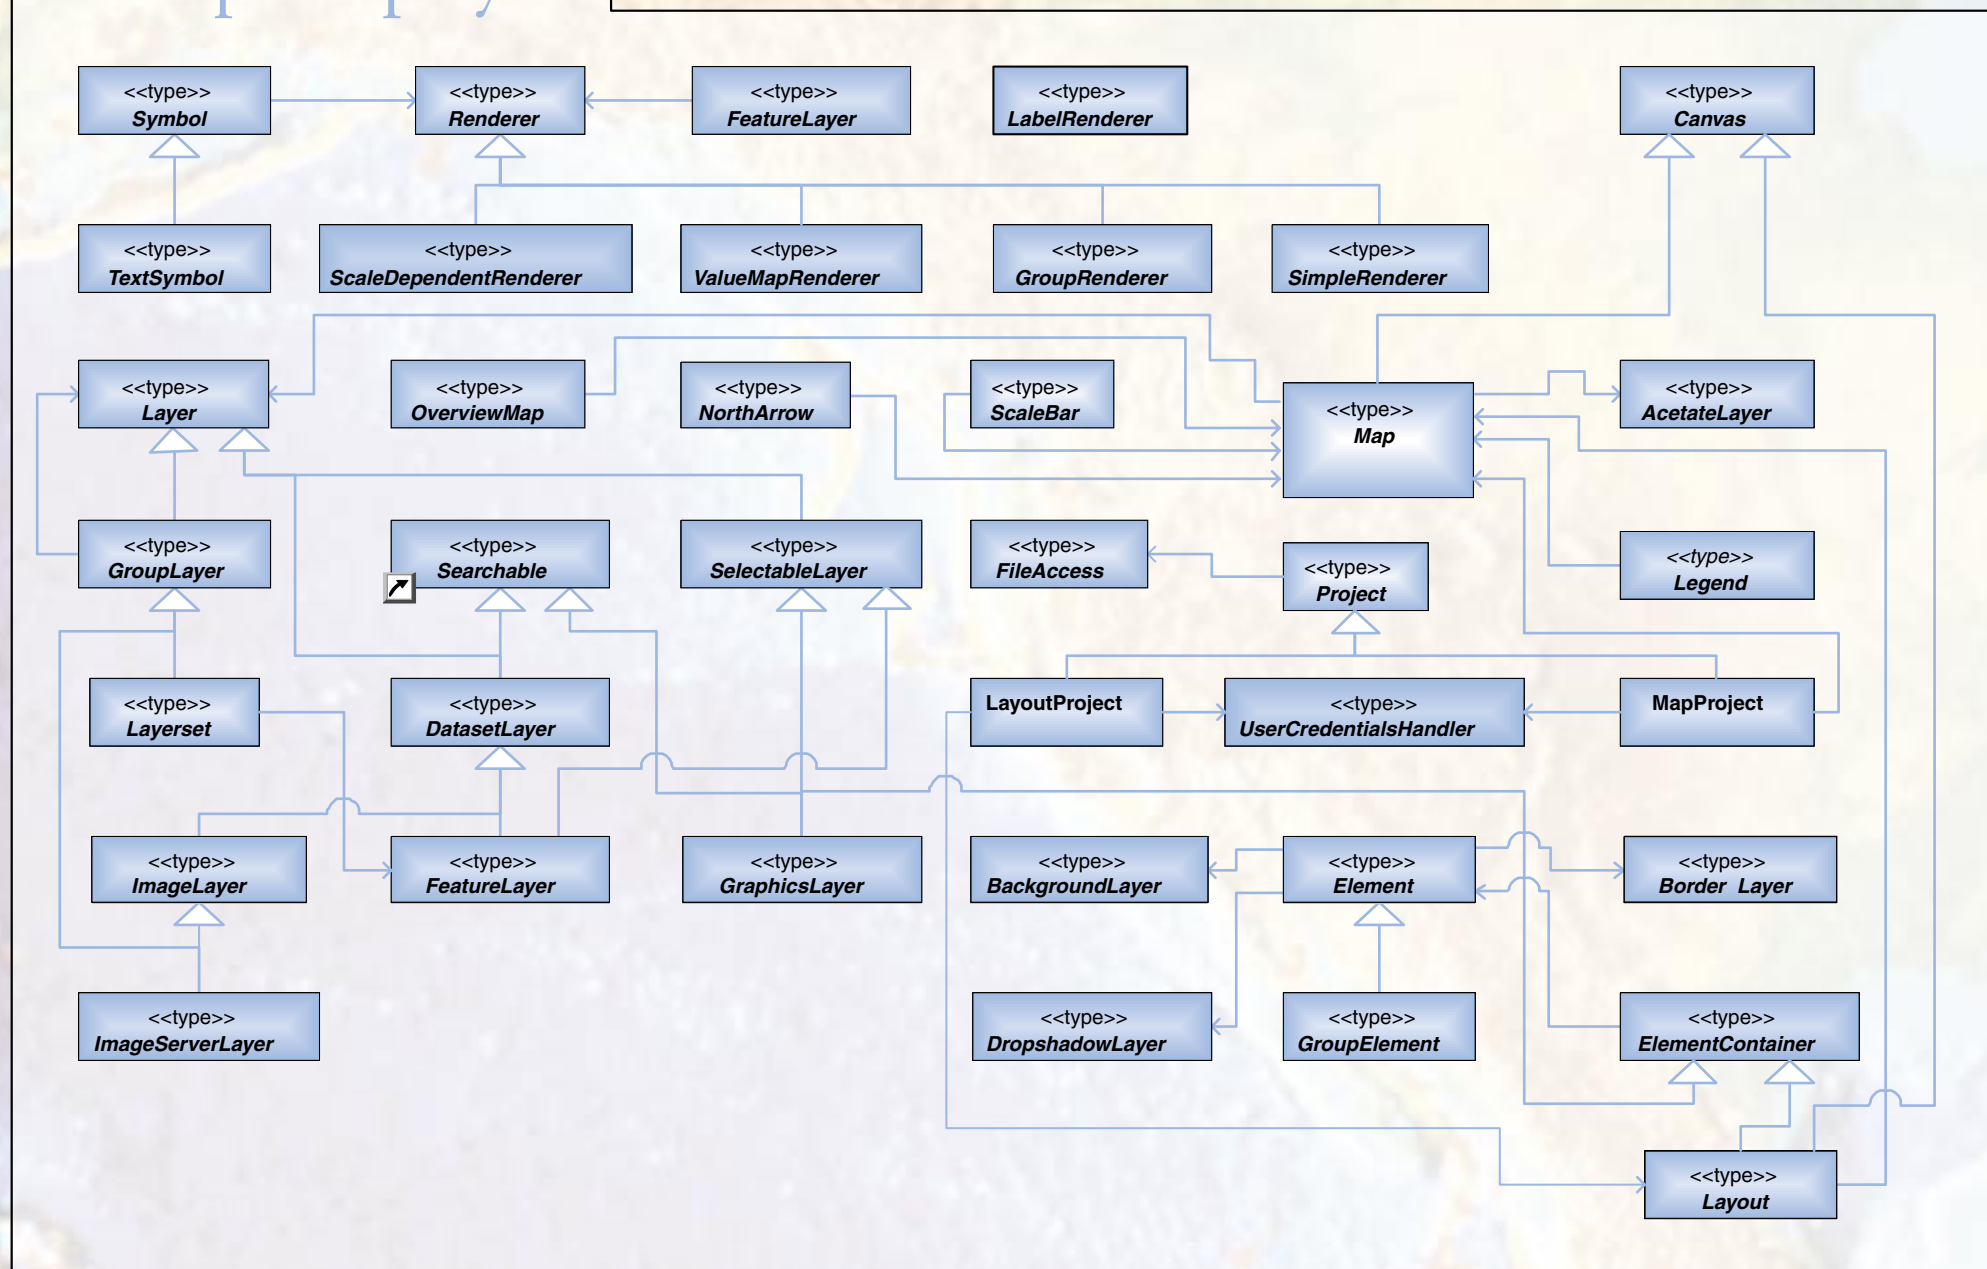 <<type>>
Symbol
<<type>>
Renderer
<<type>>
FeatureLayer
<<type>>
LabelRenderer
<<type>>
Canvas
<<type>>
TextSymbol
<<type>>
ScaleDependentRenderer
<<type>>
ValueMapRenderer
<<type>>
GroupRenderer
<<type>>
SimpleRenderer
<<type>>
Layer
<<type>>
OverviewMap
<<type>>
NorthArrow
<<type>>
ScaleBar
<<type>>
Map
<<type>>
AcetateLayer
<<type>>
GroupLayer
<<type>>
Searchable
<<type>>
SelectableLayer
<<type>>
FileAccess
<<type>>
Project
<<type>>
Legend
<<type>>
Layerset
<<type>>
DatasetLayer
LayoutProject
<<type>>
UserCredentialsHandler
MapProject
<<type>>
ImageLayer
<<type>>
FeatureLayer
<<type>>
GraphicsLayer
<<type>>
BackgroundLayer
<<type>>
Element
<<type>>
Border Layer
<<type>>
ImageServerLayer
<<type>>
DropshadowLayer
<<type>>
GroupElement
<<type>>
ElementContainer
<<type>>
Layout